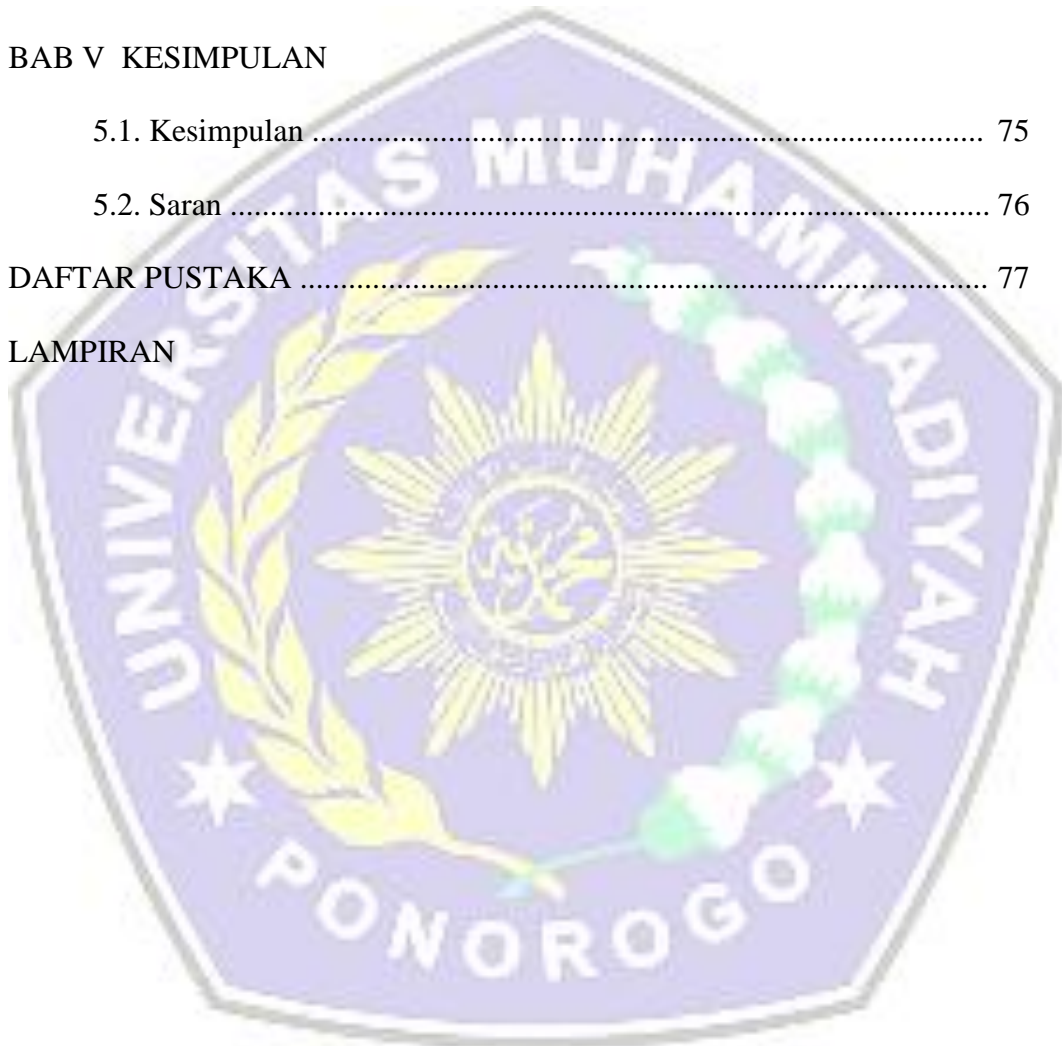 BAB V KESIMPULAN
5.1. Kesimpulan ................................................................................... 75
5.2. Saran ............................................................................................. 76
DAFTAR PUSTAKA .................................................................................... 77
LAMPIRAN
UNIVERSITAS MUHAMMADIYAH
PONOROGO